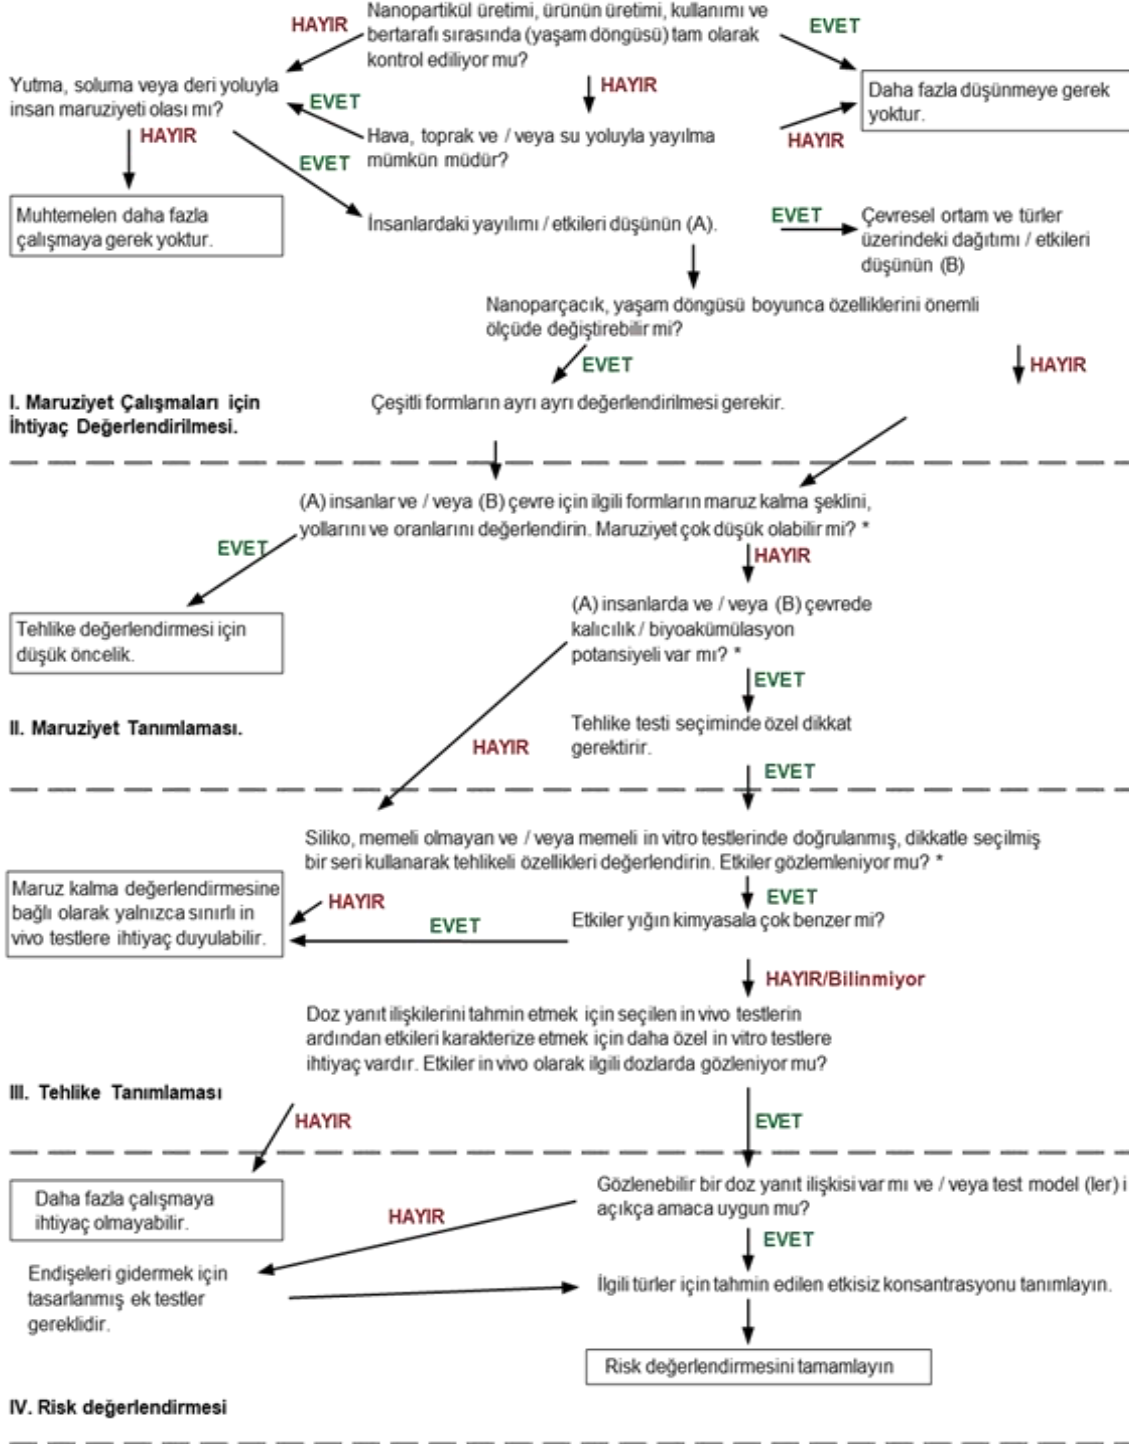 Nanopartikül üretimi, ürünün üretimi, kullanımı ve
bertarafı sırasında (yaşam döngüsü) tam olarak
kontrol ediliyor mu?
HAYIR
EVET
Yutma, soluma veya deri yoluyla
insan maruziyeti olası mı?
HAYIR
Daha fazla düşünmeye gerek
yoktur.
EVET
Hava, toprak ve / veya su yoluyla yayılma
mümkün müdür?
HAYIR
HAYIR
EVET
Muhtemelen daha fazla
çalışmaya gerek yoktur.
İnsanlardaki yayılımı / etkileri düşünün (A).
EVET
Çevresel ortam ve türler
üzerindeki dağıtımı / etkileri
düşünün (B)
Nanoparçacık, yaşam döngüsü boyunca özelliklerini önemli
ölçüde değiştirebilir mi?
EVET
HAYIR
I. Maruziyet Çalışmaları için
İhtiyaç Değerlendirilmesi.
Çeşitli formların ayrı ayrı değerlendirilmesi gerekir.
(A) insanlar ve / veya (B) çevre için ilgili formların maruz kalma şeklini,
yollarını ve oranlarını değerlendirin. Maruziyet çok düşük olabilir mi? *
EVET
HAYIR
Tehlike değerlendirmesi için
düşük öncelik.
(A) insanlarda ve / veya (B) çevrede
kalıcılık / biyoakümülasyon
potansiyeli var mı? *
EVET
II. Maruziyet Tanımlaması.
Tehlike testi seçiminde özel dikkat
gerektirir.
HAYIR
EVET
Siliko, memeli olmayan ve / veya memeli in vitro testlerinde doğrulanmış, dikkatle seçilmiş
bir seri kullanarak tehlikeli özellikleri değerlendirin. Etkiler gözlemleniyor mu? *
Maruz kalma değerlendirmesine
bağlı olarak yalnızca sınırlı in
vivo testlere ihtiyaç duyulabilir.
HAYIR
EVET
EVET
Etkiler yığın kimyasala çok benzer mi?
HAYIR/Bilinmiyor
Doz yanıt ilişkilerini tahmin etmek için seçilen in vivo testlerin
ardından etkileri karakterize etmek için daha özel in vitro testlere
ihtiyaç vardır. Etkiler in vivo olarak ilgili dozlarda gözleniyor mu?
III. Tehlike Tanımlaması
HAYIR
EVET
Daha fazla çalışmaya
ihtiyaç olmayabilir.
Gözlenebilir bir doz yanıt ilişkisi var mı ve / veya test model (ler) i
açıkça amaca uygun mu?
HAYIR
EVET
Endişeleri gidermek için
tasarlanmış ek testler
gereklidir.
İlgili türler için tahmin edilen etkisiz konsantrasyonu tanımlayın.
Risk değerlendirmesini tamamlayın
IV. Risk değerlendirmesi